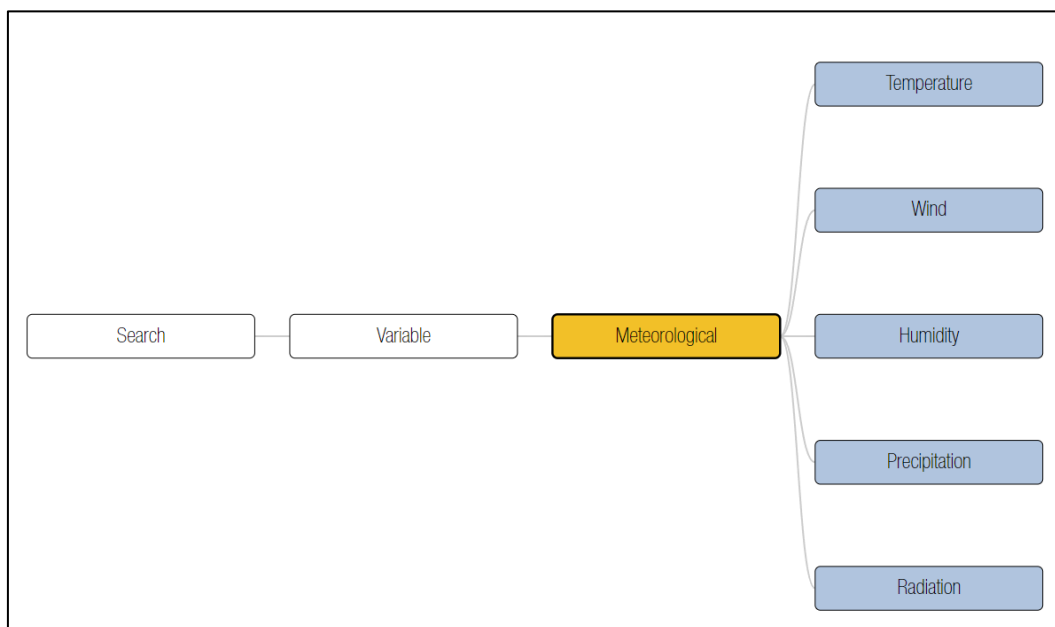 Temperature
Wind
Search
Variable
Meteorological
Humidity
Precipitation
Radiation